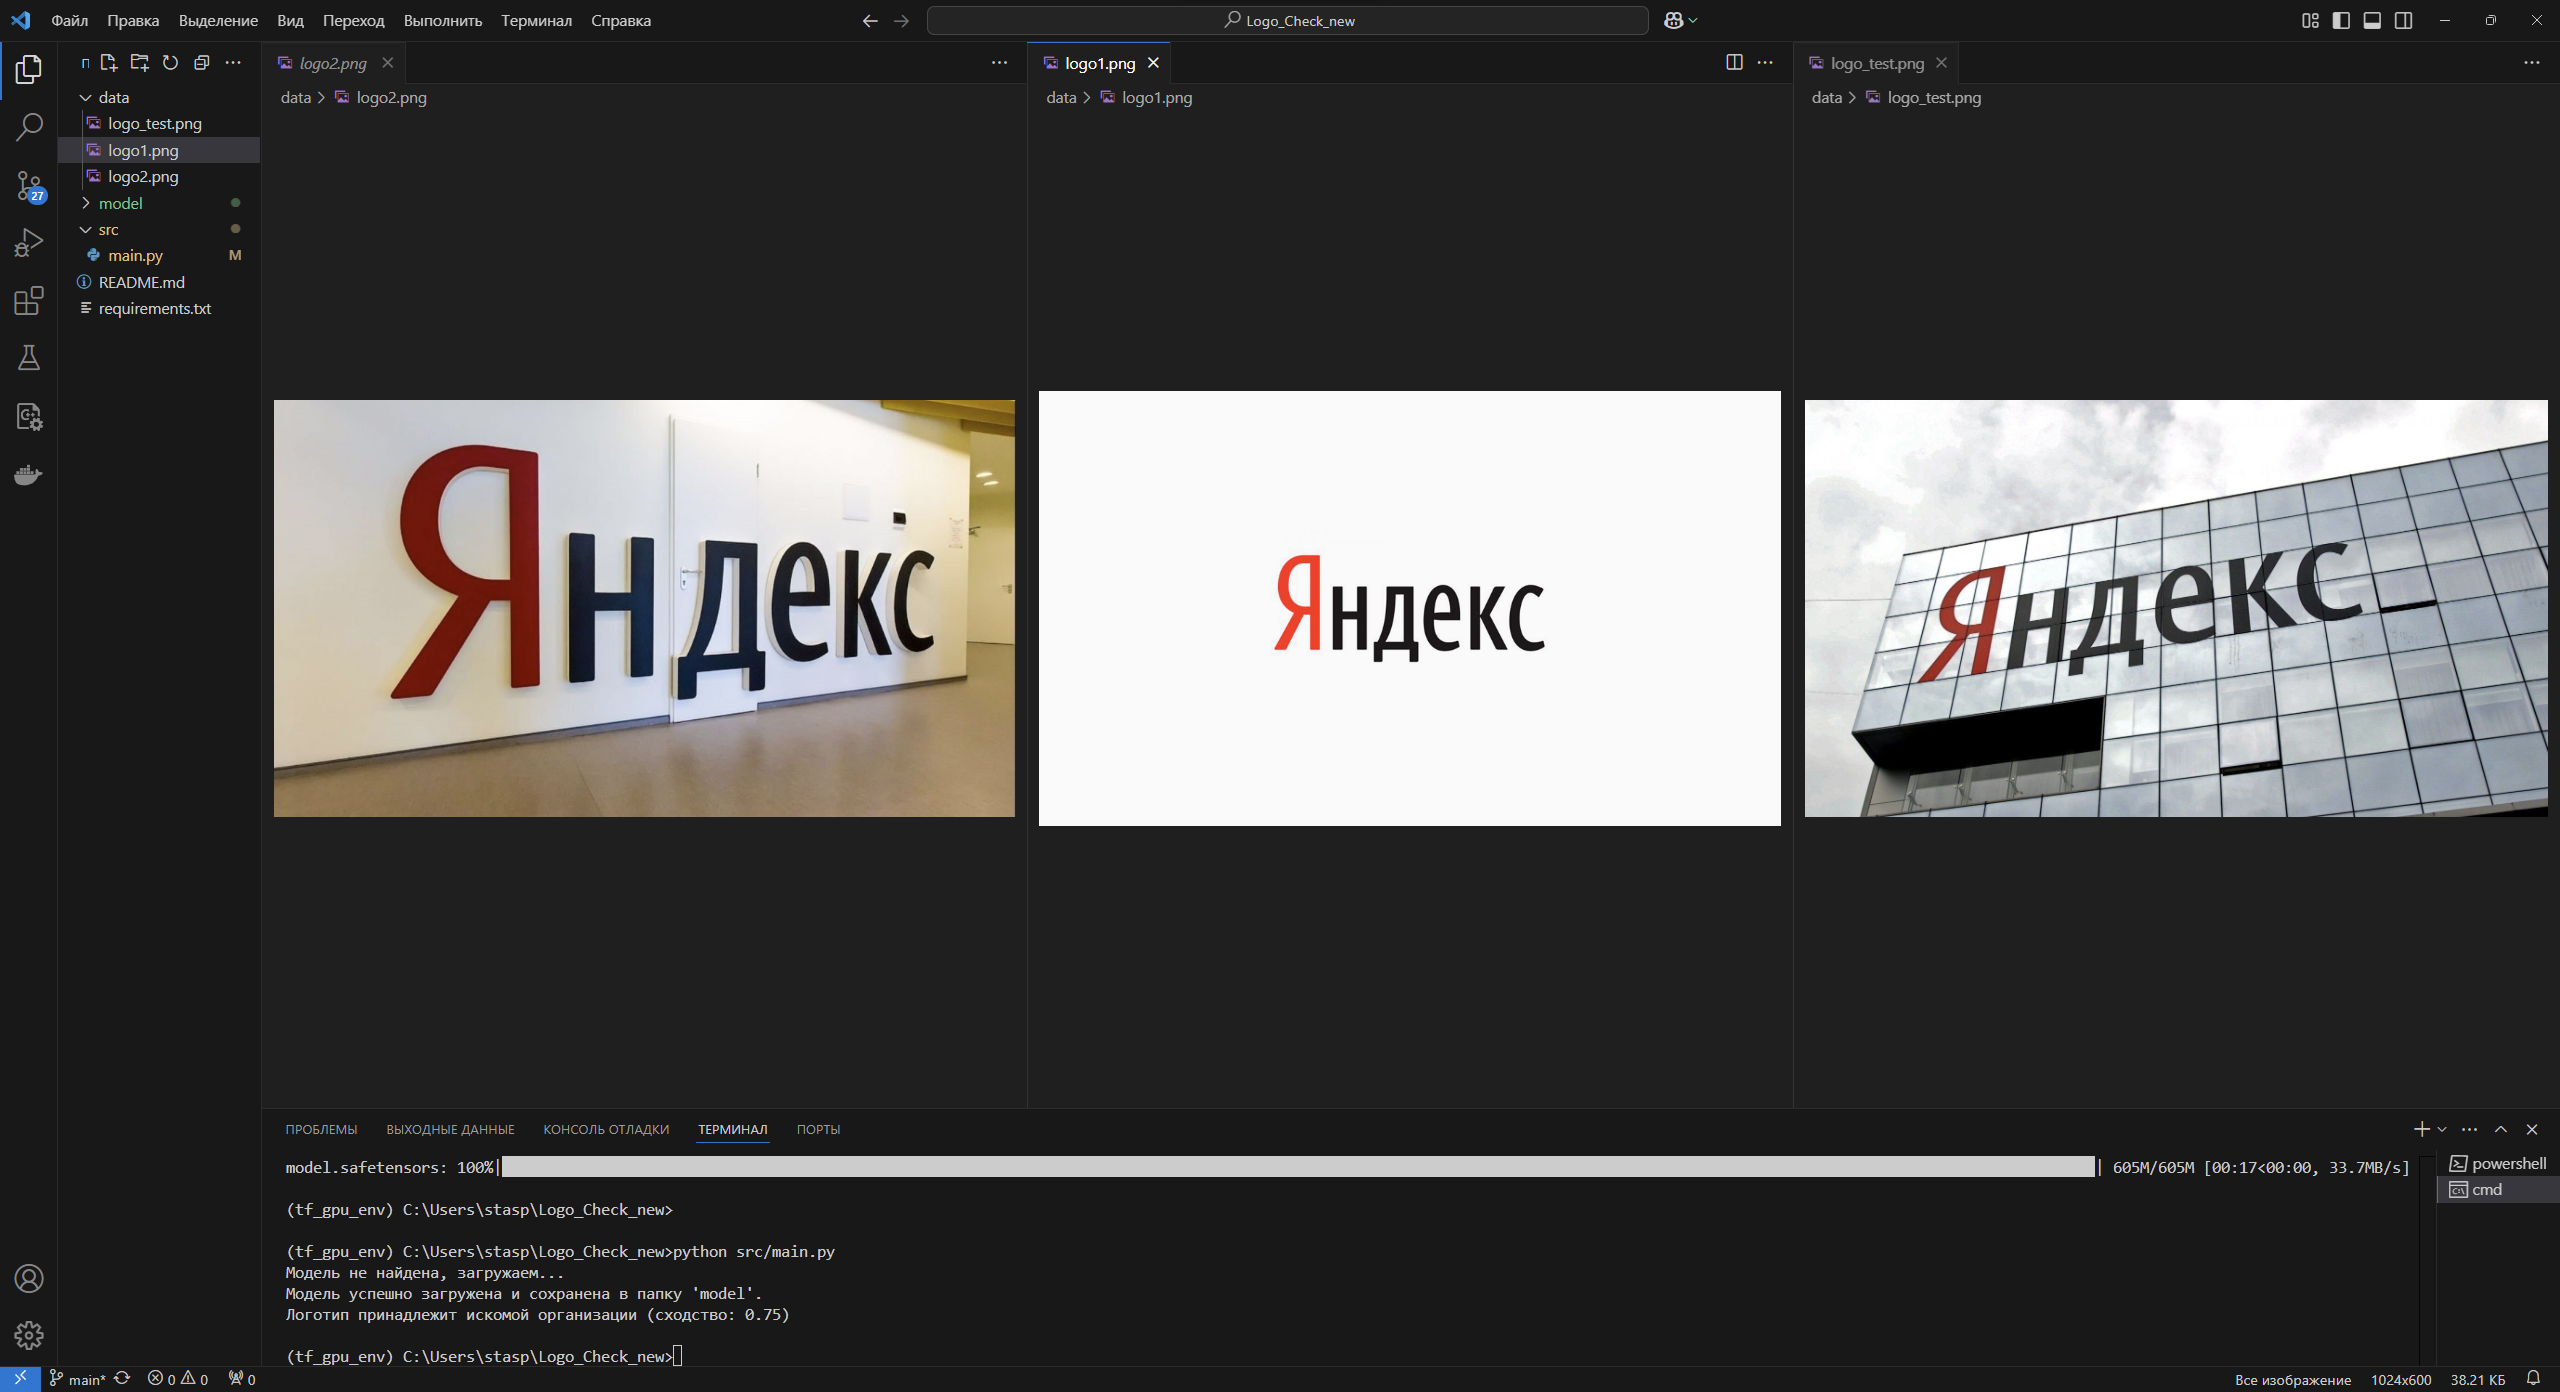 Файл Правка Выделение Вид Переход Выполнить Терминал Справка
Logo_Check_new
data
logo_test.png
logo1.png
logo2.png
model
src
main.py M
README.md
requirements.txt
27
logo2.png
data > logo2.png
Яндекс
logo1.png
data > logo1.png
Яндекс
logo_test.png
data > logo_test.png
Яндекс
ПРОБЛЕМЫ ВЫХОДНЫЕ ДАННЫЕ КОНСОЛЬ ОТЛАДКИ ТЕРМИНАЛ ПОРТЫ
model.safetensors: 100%| | 605M/605M [00:17<00:00, 33.7MB/s]
(tf_gpu_env) C:\Users\stasp\Logo_Check_new>
(tf_gpu_env) C:\Users\stasp\Logo_Check_new>python src/main.py
Модель не найдена, загружаем...
Модель успешно загружена и сохранена в папку 'model'.
Логотип принадлежит искомой организации (сходство: 0.75)
(tf_gpu_env) C:\Users\stasp\Logo_Check_new>
powershell
cmd
main* 0 0 0
Все изображение 1024x600 38.21 КБ